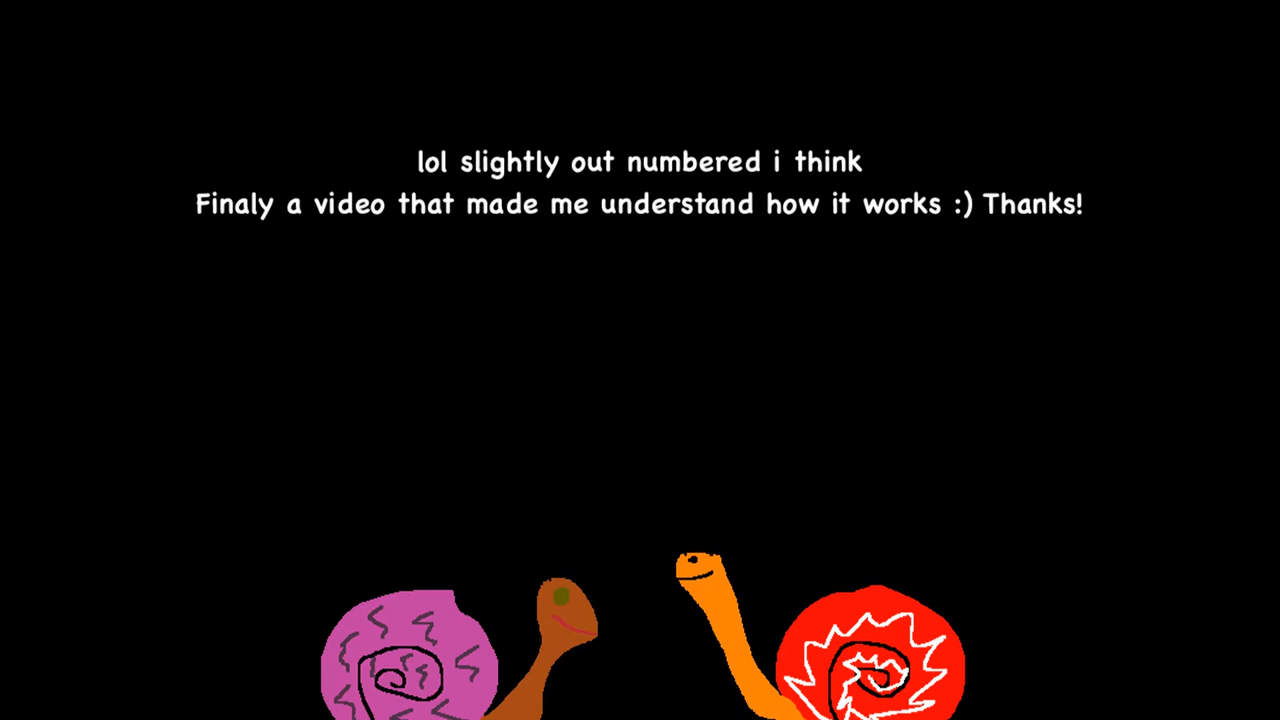 lol slightly out numbered i think
Finaly a video that made me understand how it works :) Thanks!